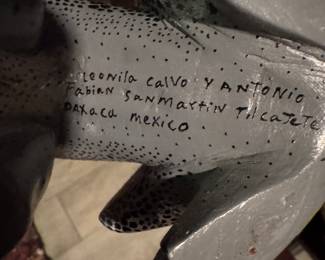 Leonila Calvo Y ANTONIO
Fabian SANMARTIN TilCaJETE
OAXACA MEXICO